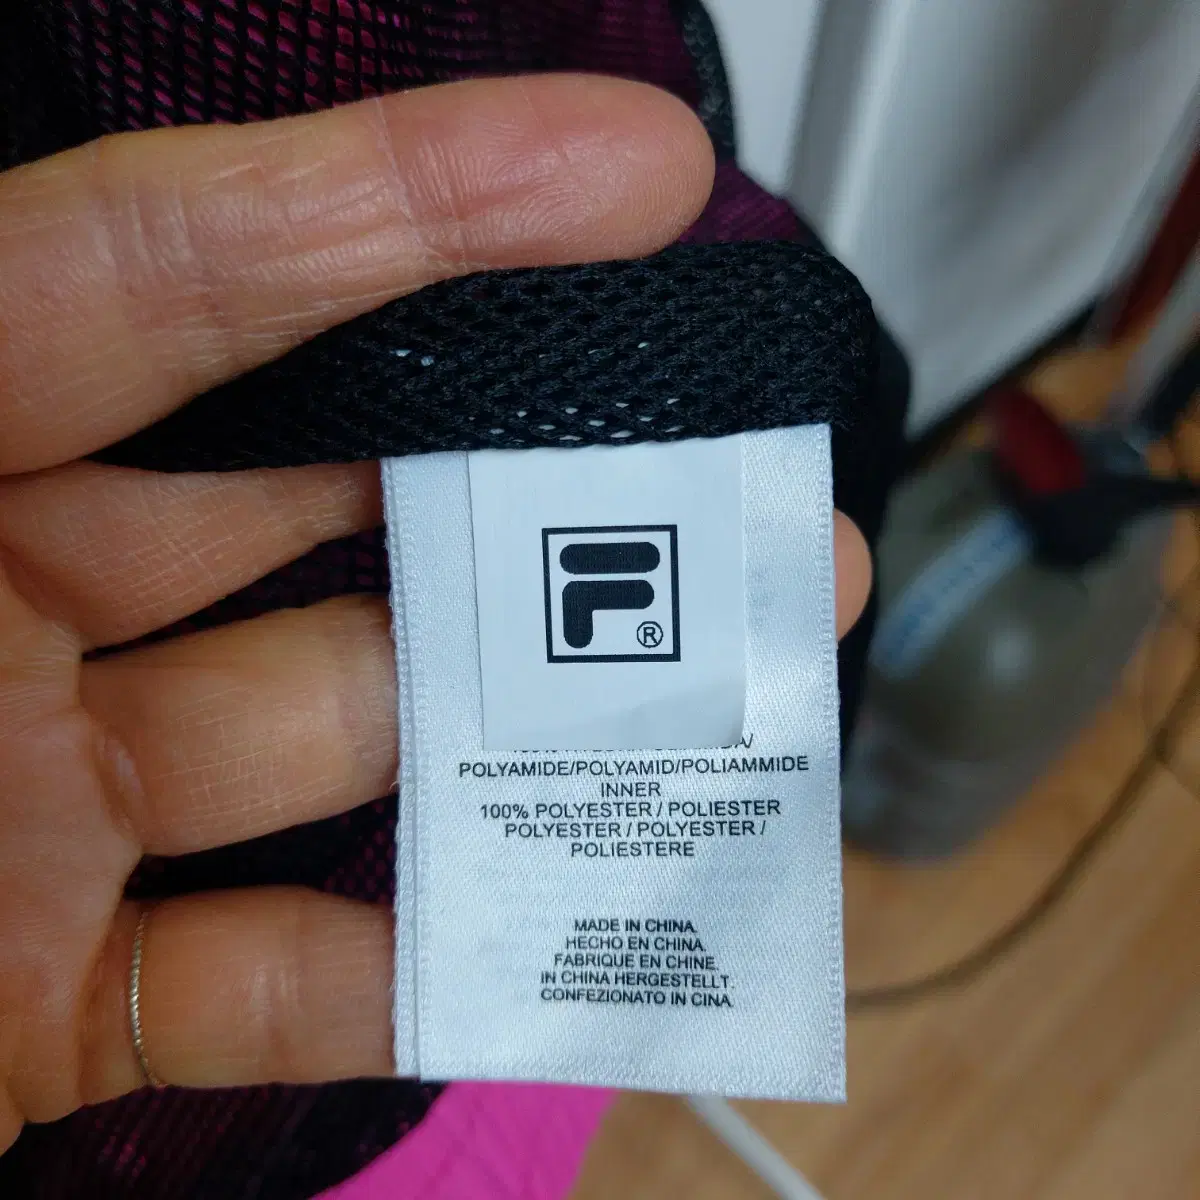 F
®
POLYAMIDE/POLYAMID/POLIAMMIDE
INNER
100% POLYESTER / POLIESTER
POLYESTER / POLYESTER /
POLIESTERE
MADE IN CHINA.
HECHO EN CHINA.
FABRIQUE EN CHINE.
IN CHINA HERGESTELLT.
CONFEZIONATO IN CINA.